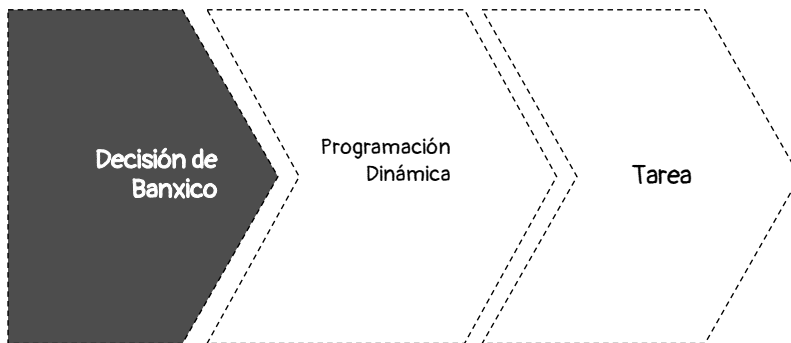 Decisión de
Banxico
Programación
Dinámica
Tarea